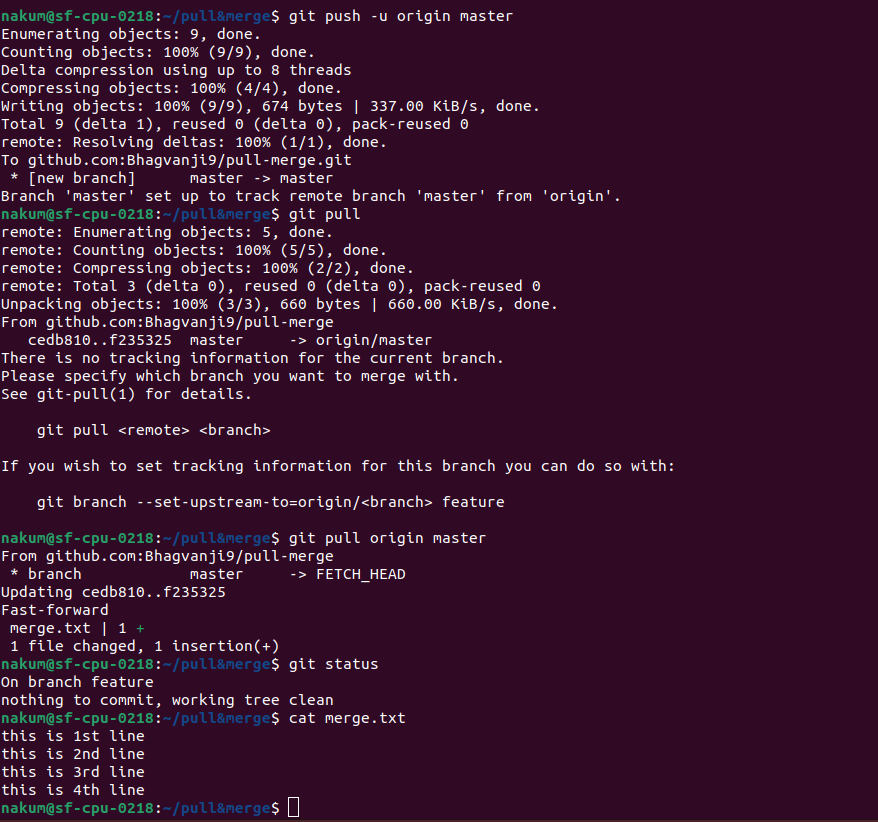 nakum@sf-cpu-0218:~/pull&merge$ git push -u origin master
Enumerating objects: 9, done.
Counting objects: 100% (9/9), done.
Delta compression using up to 8 threads
Compressing objects: 100% (4/4), done.
Writing objects: 100% (9/9), 674 bytes | 337.00 KiB/s, done.
Total 9 (delta 1), reused 0 (delta 0), pack-reused 0
remote: Resolving deltas: 100% (1/1), done.
To github.com:Bhagvanji9/pull-merge.git
 * [new branch]      master -> master
Branch 'master' set up to track remote branch 'master' from 'origin'.
nakum@sf-cpu-0218:~/pull&merge$ git pull
remote: Enumerating objects: 5, done.
remote: Counting objects: 100% (5/5), done.
remote: Compressing objects: 100% (2/2), done.
remote: Total 3 (delta 0), reused 0 (delta 0), pack-reused 0
Unpacking objects: 100% (3/3), 660 bytes | 660.00 KiB/s, done.
From github.com:Bhagvanji9/pull-merge
   cedb810..f235325  master     -> origin/master
There is no tracking information for the current branch.
Please specify which branch you want to merge with.
See git-pull(1) for details.

    git pull <remote> <branch>

If you wish to set tracking information for this branch you can do so with:

    git branch --set-upstream-to=origin/<branch> feature

nakum@sf-cpu-0218:~/pull&merge$ git pull origin master
From github.com:Bhagvanji9/pull-merge
 * branch            master     -> FETCH_HEAD
Updating cedb810..f235325
Fast-forward
 merge.txt | 1 +
 1 file changed, 1 insertion(+)
nakum@sf-cpu-0218:~/pull&merge$ git status
On branch feature
nothing to commit, working tree clean
nakum@sf-cpu-0218:~/pull&merge$ cat merge.txt
this is 1st line
this is 2nd line
this is 3rd line
this is 4th line
nakum@sf-cpu-0218:~/pull&merge$